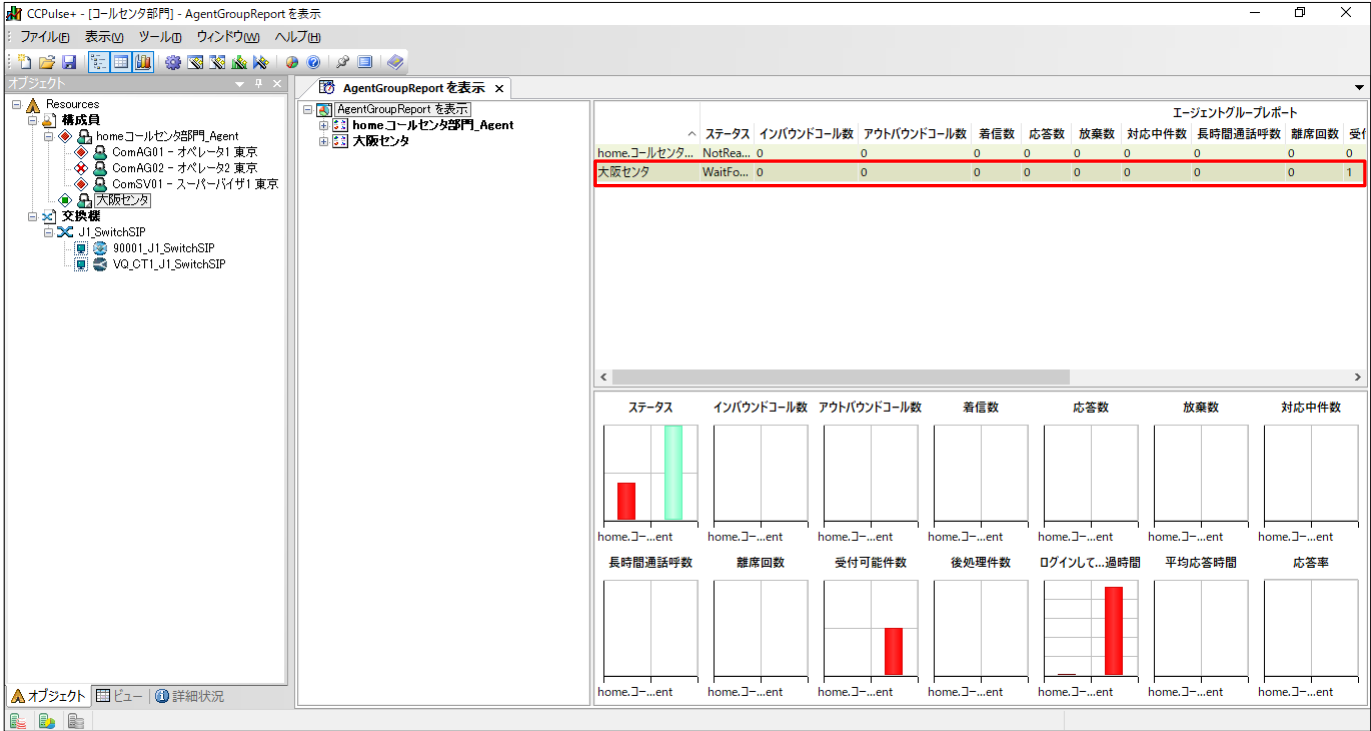 CCPulse+ - [コールセンタ部門] - AgentGroupReport を表示
ファイル(F) 表示(V) ツール(T) ウィンドウ(W) ヘルプ(H)
オブジェクト
Resources
構成員
home.コールセンタ部門_Agent
ComAG01 - オペレータ1 東京
ComAG02 - オペレータ2 東京
ComSV01 - スーパーバイザ1 東京
大阪センタ
交換機
J1_SwitchSIP
90001_J1_SwitchSIP
VQ_CT1_J1_SwitchSIP
オブジェクト ビュー 詳細状況
AgentGroupReport を表示
AgentGroupReport を表示
home.コールセンタ部門_Agent
大阪センタ
エージェントグループレポート
ステータス インバウンドコール数 アウトバウンドコール数 着信数 応答数 放棄数 対応中件数 長時間通話呼数 離席回数 受付
home.コールセンタ... NotRea... 0 0 0 0 0 0 0 0 0
大阪センタ WaitFo... 0 0 0 0 0 0 0 0 1
ステータス インバウンドコール数 アウトバウンドコール数 着信数 応答数 放棄数 対応中件数
home.コー...ent home.コー...ent home.コー...ent home.コー...ent home.コー...ent home.コー...ent home.コー...ent
長時間通話呼数 離席回数 受付可能件数 後処理件数 ログインして...過時間 平均応答時間 応答率
home.コー...ent home.コー...ent home.コー...ent home.コー...ent home.コー...ent home.コー...ent home.コー...ent